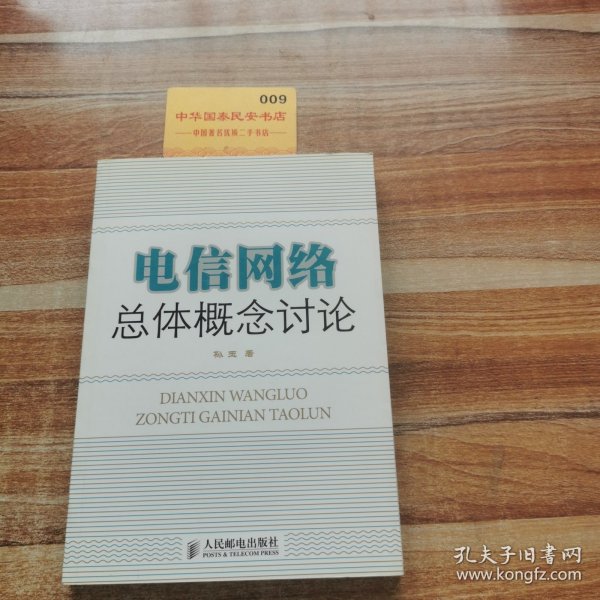 009
中华国泰民安书店
中国著名优质二手书店
电信网络
总体概念讨论
孙玉 著
DIANXIN WANGLUO
ZONGTI GAINIAN TAOLUN
人民邮电出版社
POSTS & TELECOM PRESS
孔夫子旧书网
www.kongfz.com